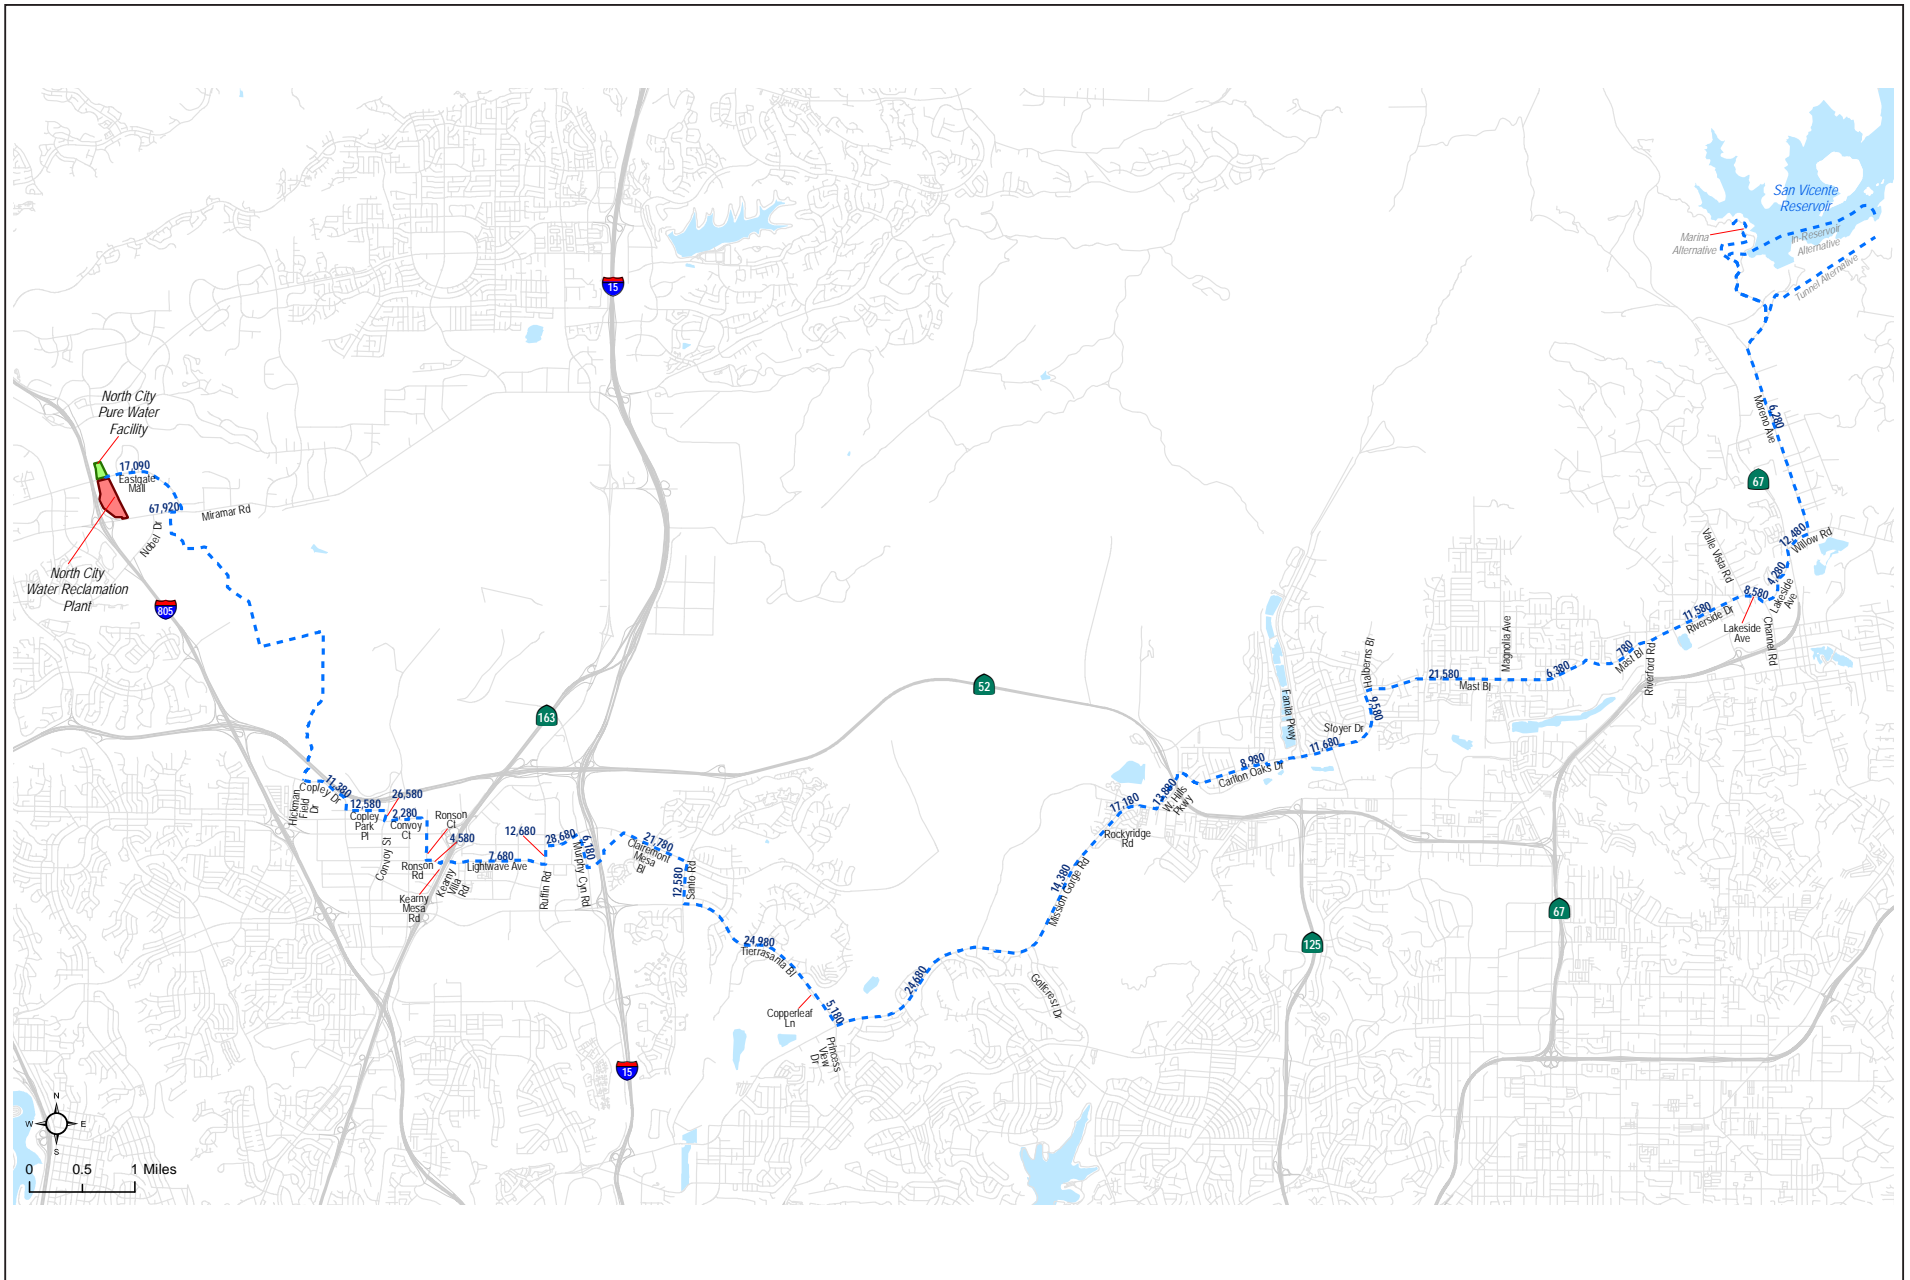 San Vicente
Reservoir
Marina
Alternative
In-Reservoir
Alternative
Tunnel Alternative
15
North City
Pure Water
Facility
17,090
Eastgate
Mall
67,920
Miramar Rd
Nobel Dr
North City
Water Reclamation
Plant
805
6,280
Moreno Ave
67
12,480
Willow Rd
Valle Vista Rd
4,280
Lakeside
Ave
8,580
11,580
Riverside Dr
Lakeside
Ave
Channel Rd
780
Mast Bl
Riverford Rd
Magnolia Ave
6,380
21,580
Mast Bl
Halberns Bl
9,580
Stoyer Dr
Fanita Pkwy
11,680
8,980
Carlton Oaks Dr
52
163
13,880
W. Hills
Pkwy
17,180
Rockyridge
Rd
11,380
Copley Dr
Hickman
Field
Dr
26,580
12,580
Copley
Park
Pl
2,280
Convoy
Ct
Ronson
Ct
4,580
Convoy St
Ronson
Rd
Kearny
Villa
Rd
Kearny
Mesa
Rd
7,680
Lightwave Ave
12,680
28,680
6,180
Ruffin Rd
Murphy Cyn Rd
21,780
Clairemont
Mesa
Bl
12,580
Santo Rd
14,380
Mission Gorge Rd
24,980
Tierrasanta Bl
24,680
Golfcrest Dr
Copperleaf
Ln
5,180
Princess
View
Dr
67
125
15
N
W
E
S
0
0.5
1 Miles